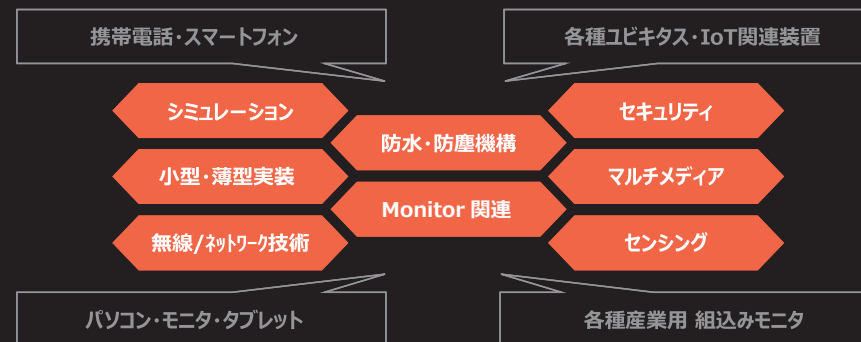 携帯電話・スマートフォン
各種ユビキタス・IoT関連装置
シミュレーション
セキュリティ
防水・防塵機構
小型・薄型実装
マルチメディア
Monitor 関連
無線/ネットワーク技術
センシング
パソコン・モニタ・タブレット
各種産業用 組込みモニタ